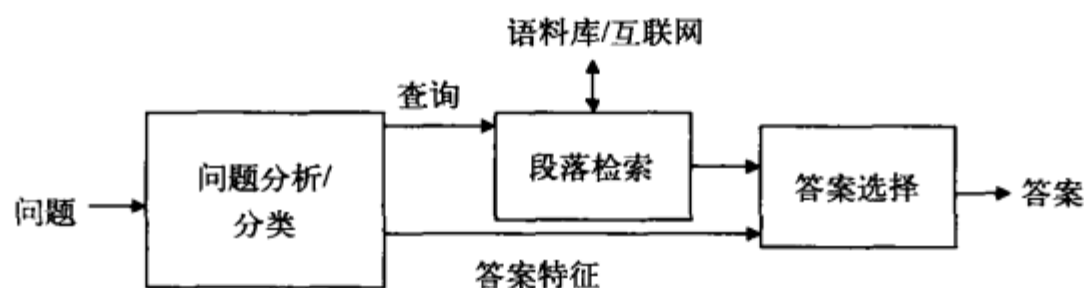 语料库/互联网
查询
问题
问题分析/
分类
段落检索
答案选择
答案
答案特征